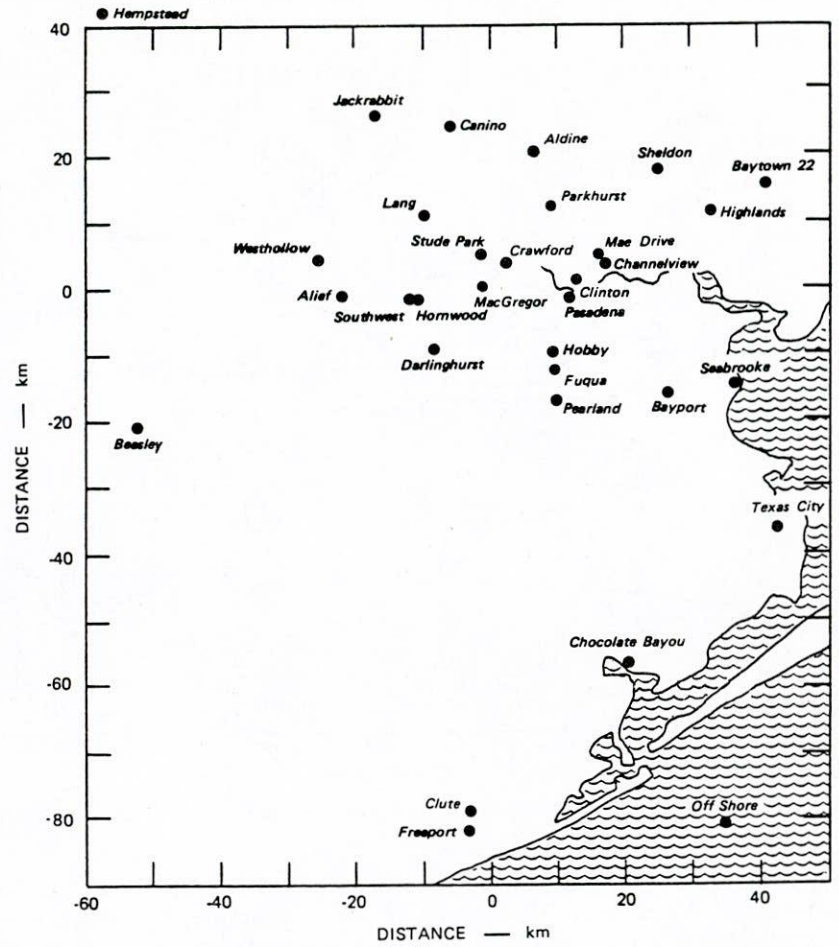 Hempstead
40
Jackrabbit
Canino
Aldine
Sheldon
Baytown 22
20
Parkhurst
Lang
Highlands
Stude Park
Mae Drive
Crawford
Westhollow
Channelview
0
Alief
Clinton
MacGregor
Southwest
Hornwood
Pasadena
Hobby
Darlinghurst
Seabrooke
Fuqua
Pearland
Bayport
-20
Beesley
DISTANCE — km
Texas City
-40
Chocolate Bayou
-60
Clute
Off Shore
-80
Freeport
-60
-40
-20
0
20
40
DISTANCE — km